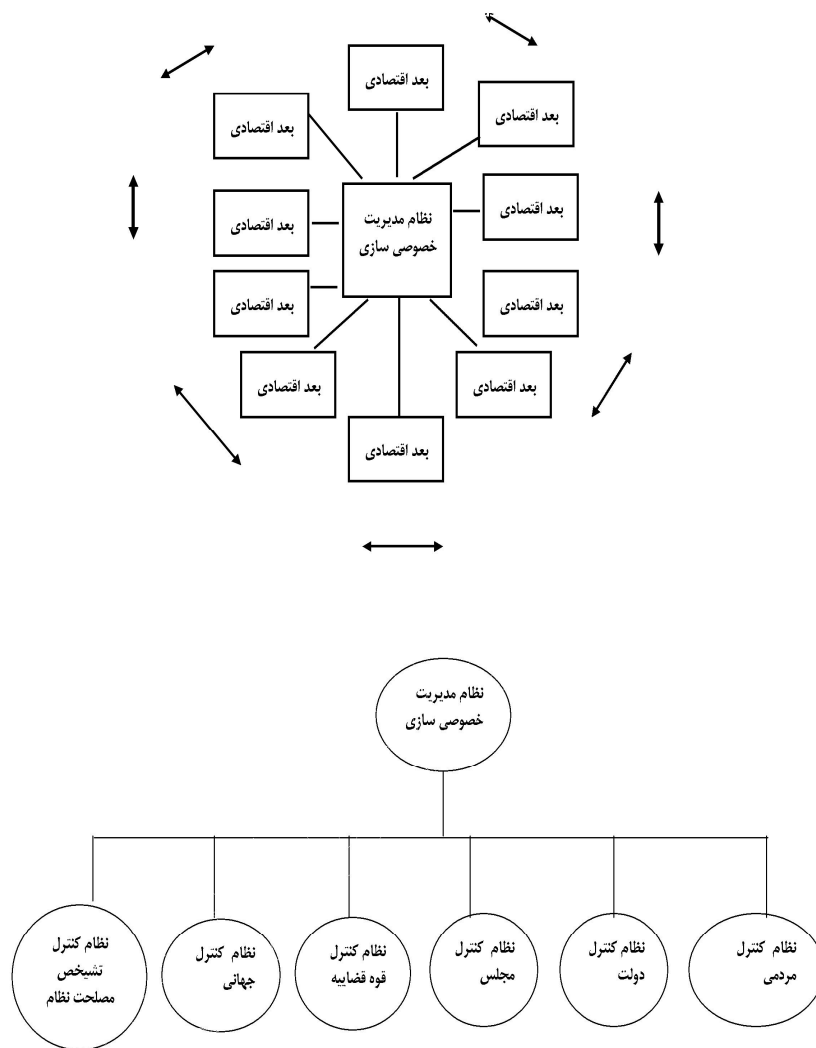 بعد اقتصادی
بعد اقتصادی
بعد اقتصادی
بعد اقتصادی
نظام مدیریت
خصوصی سازی
بعد اقتصادی
بعد اقتصادی
بعد اقتصادی
بعد اقتصادی
بعد اقتصادی
بعد اقتصادی
نظام مدیریت
خصوصی سازی
نظام کنترل
مردمی
نظام کنترل
دولت
نظام کنترل
مجلس
نظام کنترل
قوه قضاییه
نظام کنترل
جهانی
نظام کنترل
تشیخص
مصلحت نظام